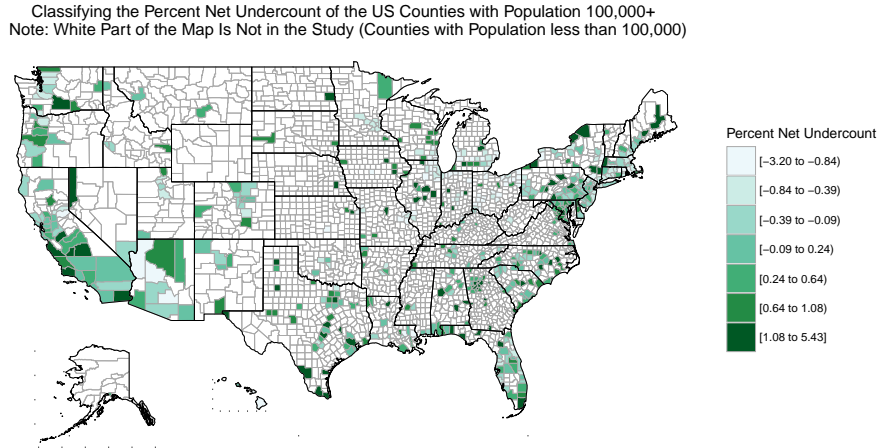 Classifying the Percent Net Undercount of the US Counties with Population 100,000+
Note: White Part of the Map Is Not in the Study (Counties with Population less than 100,000)
Percent Net Undercount
[−3.20 to −0.84)
[−0.84 to −0.39)
[−0.39 to −0.09)
[−0.09 to 0.24)
[0.24 to 0.64)
[0.64 to 1.08)
[1.08 to 5.43]